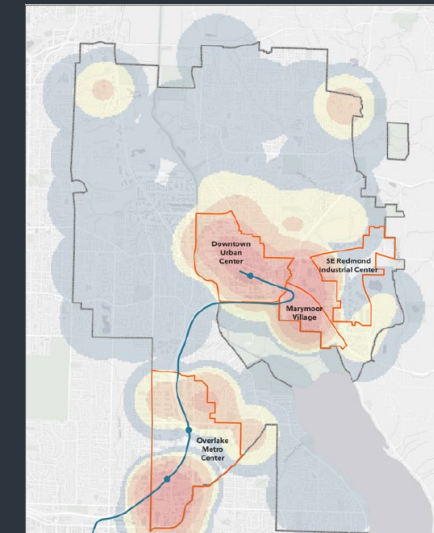 Downtown
Urban
Center
SE Redmond
Industrial Center
Marymoor
Village
Overlake
Metro
Center